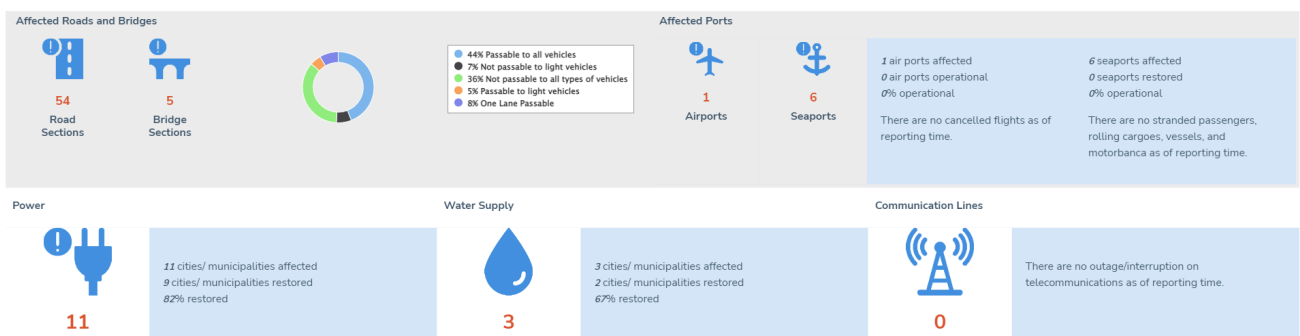 Affected Roads and Bridges
54
Road
Sections
5
Bridge
Sections
44% Passable to all vehicles
7% Not passable to light vehicles
36% Not passable to all types of vehicles
5% Passable to light vehicles
8% One Lane Passable
Affected Ports
1
Airports
6
Seaports
1 air ports affected
0 air ports operational
0% operational
There are no cancelled flights as of
reporting time.
6 seaports affected
0 seaports restored
0% operational
There are no stranded passengers,
rolling cargoes, vessels, and
motorbanca as of reporting time.
Power
11
11 cities/ municipalities affected
9 cities/ municipalities restored
82% restored
Water Supply
3
3 cities/ municipalities affected
2 cities/ municipalities restored
67% restored
Communication Lines
0
There are no outage/interruption on
telecommunications as of reporting time.